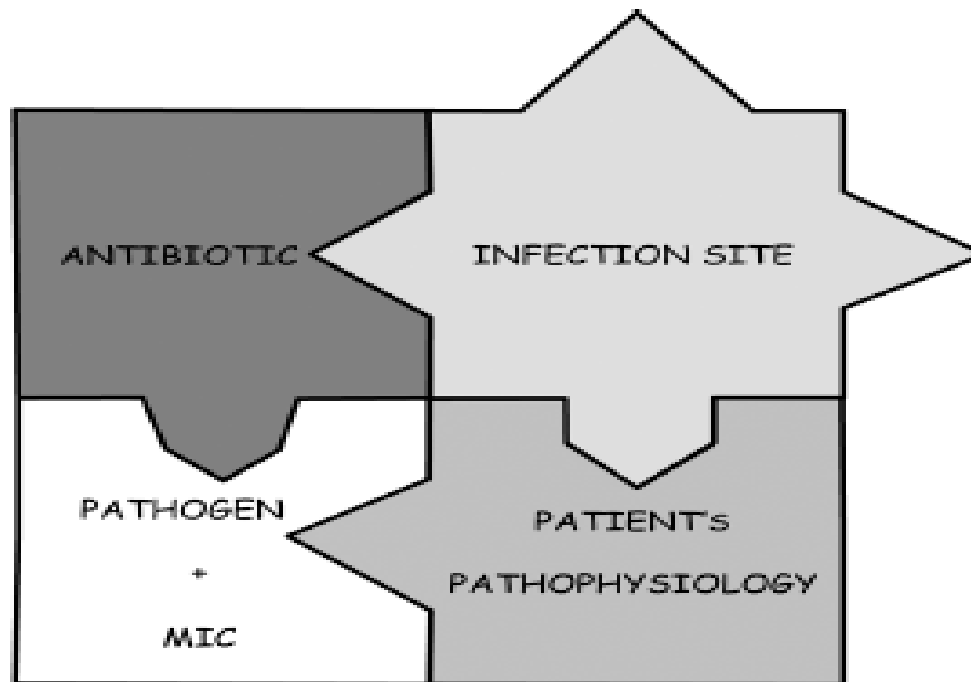 ANTIBIOTIC
INFECTION SITE
PATHOGEN
+
MIC
PATIENT's
PATHOPHYSIOLOGY